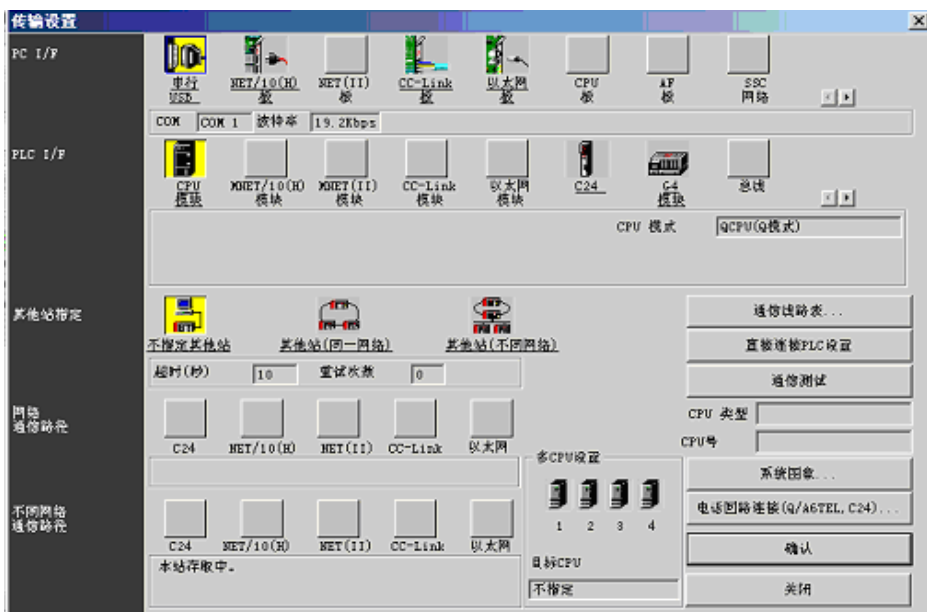 传输设置
PC I/F
串行 NET/10(H) NET(II) CC-Link 以太网 CPU AF SSC
USB 板 板 板 板 板 板 网络
COM COM 1 波特率 19.2Kbps
PLC I/F
CPU MNET/10(H) MNET(II) CC-Link 以太网 C24 G4 总线
模块 模块 模块 模块 模块 模块
CPU 模式 QCPU(Q模式)
其他站指定
不指定其他站 其他站(同一网络) 其他站(不同网络)
通信线路表...
直接连接PLC设置
超时(秒) 10 重试次数 0
通信测试
网络
通信路径
C24 NET/10(H) NET(II) CC-Link 以太网
CPU 类型
CPU号
多CPU设置
系统图象...
1 2 3 4
不同网络
通信路径
C24 NET/10(H) NET(II) CC-Link 以太网
电话回路连接(Q/A6TEL,C24)...
本站存取中。
目标CPU
不指定
确认
关闭